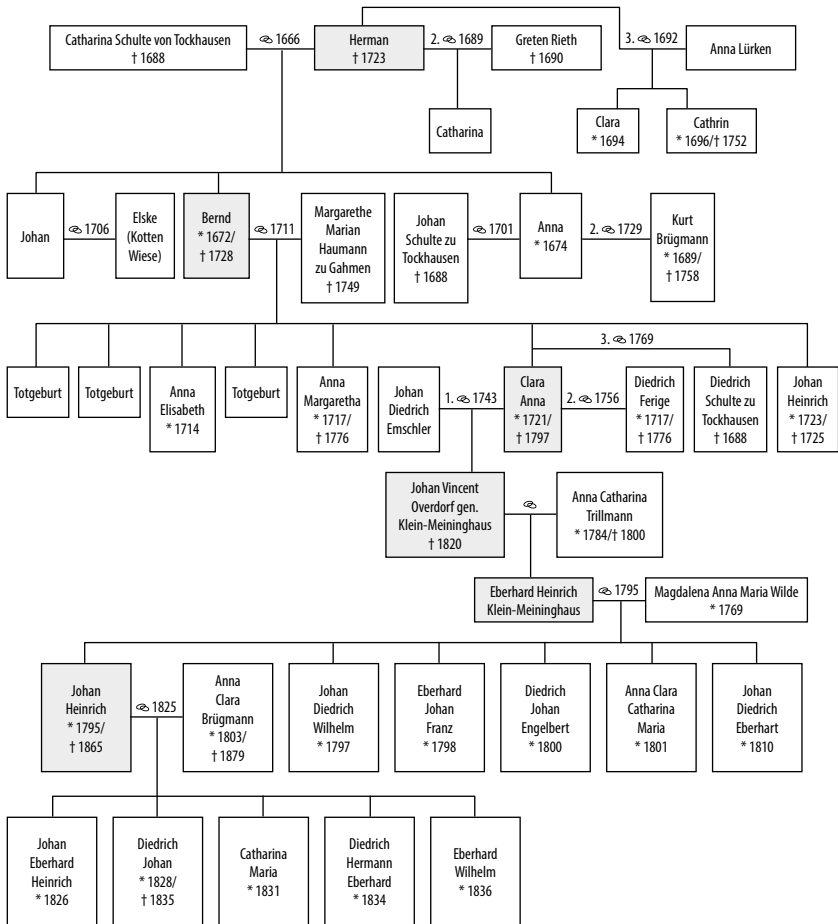 Catharina Schulte von Tockhausen
† 1688
⚭ 1666
Herman
† 1723
2. ⚭ 1689
Greten Rieth
† 1690
3. ⚭ 1692
Anna Lürken
Catharina
Clara
* 1694
Cathrin
* 1696/† 1752
Johan
⚭ 1706
Elske
(Kotten
Wiese)
Bernd
* 1672/
† 1728
⚭ 1711
Margarethe
Marian
Haumann
zu Gahmen
† 1749
Johan
Schulte zu
Tockhausen
† 1688
⚭ 1701
Anna
* 1674
2. ⚭ 1729
Kurt
Brügmann
* 1689/
† 1758
3. ⚭ 1769
Totgeburt
Totgeburt
Anna
Elisabeth
* 1714
Totgeburt
Anna
Margaretha
* 1717/
† 1776
Johan
Diedrich
Emschler
1. ⚭ 1743
Clara
Anna
* 1721/
† 1797
2. ⚭ 1756
Diedrich
Ferige
* 1717/
† 1776
Diedrich
Schulte zu
Tockhausen
† 1688
Johan
Heinrich
* 1723/
† 1725
Johan Vincent
Overdorf gen.
Klein-Meininghaus
† 1820
⚭
Anna Catharina
Trillmann
* 1784/† 1800
Eberhard Heinrich
Klein-Meininghaus
⚭ 1795
Magdalena Anna Maria Wilde
* 1769
Johan
Heinrich
* 1795/
† 1865
⚭ 1825
Anna
Clara
Brügmann
* 1803/
† 1879
Johan
Diedrich
Wilhelm
* 1797
Eberhard
Johan
Franz
* 1798
Diedrich
Johan
Engelbert
* 1800
Anna Clara
Catharina
Maria
* 1801
Johan
Diedrich
Eberhart
* 1810
Johan
Eberhard
Heinrich
* 1826
Diedrich
Johan
* 1828/
† 1835
Catharina
Maria
* 1831
Diedrich
Hermann
Eberhard
* 1834
Eberhard
Wilhelm
* 1836